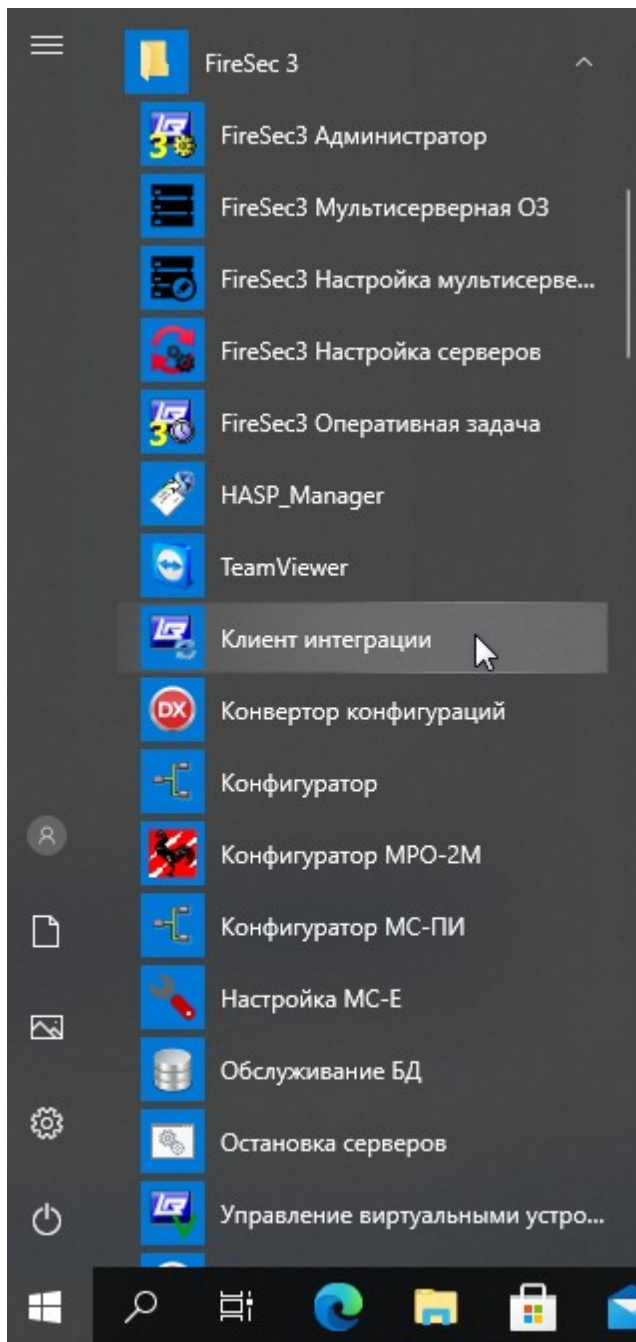 FireSec 3
FireSec3 Администратор
FireSec3 Мультисерверная ОЗ
FireSec3 Настройка мультисерве...
FireSec3 Настройка серверов
FireSec3 Оперативная задача
HASP_Manager
TeamViewer
Клиент интеграции
Конвертор конфигураций
Конфигуратор
Конфигуратор МРО-2М
Конфигуратор МС-ПИ
Настройка МС-Е
Обслуживание БД
Остановка серверов
Управление виртуальными устро...